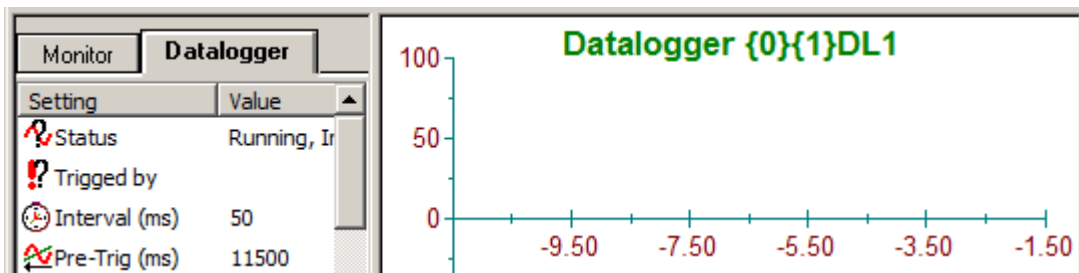 Monitor Datalogger
Setting Value
Status Running, Ir
Trigged by
Interval (ms) 50
Pre-Trig (ms) 11500
Datalogger {0}{1}DL1
100
50
0
-9.50 -7.50 -5.50 -3.50 -1.50